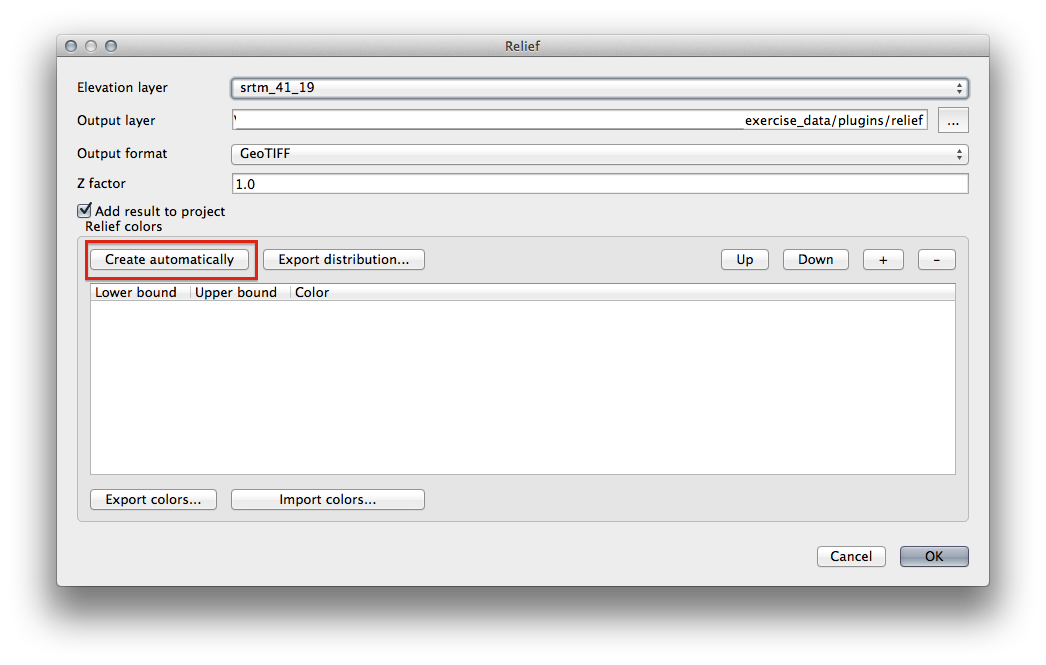 Relief
Elevation layer srtm_41_19
Output layer exercise_data/plugins/relief ...
Output format GeoTIFF
Z factor 1.0
Add result to project
Relief colors
Create automatically Export distribution... Up Down + -
Lower bound Upper bound Color
Export colors... Import colors...
Cancel OK